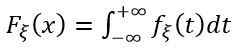 F_ξ(x) = ∫_{-∞}^{+∞} f_ξ(t)dt